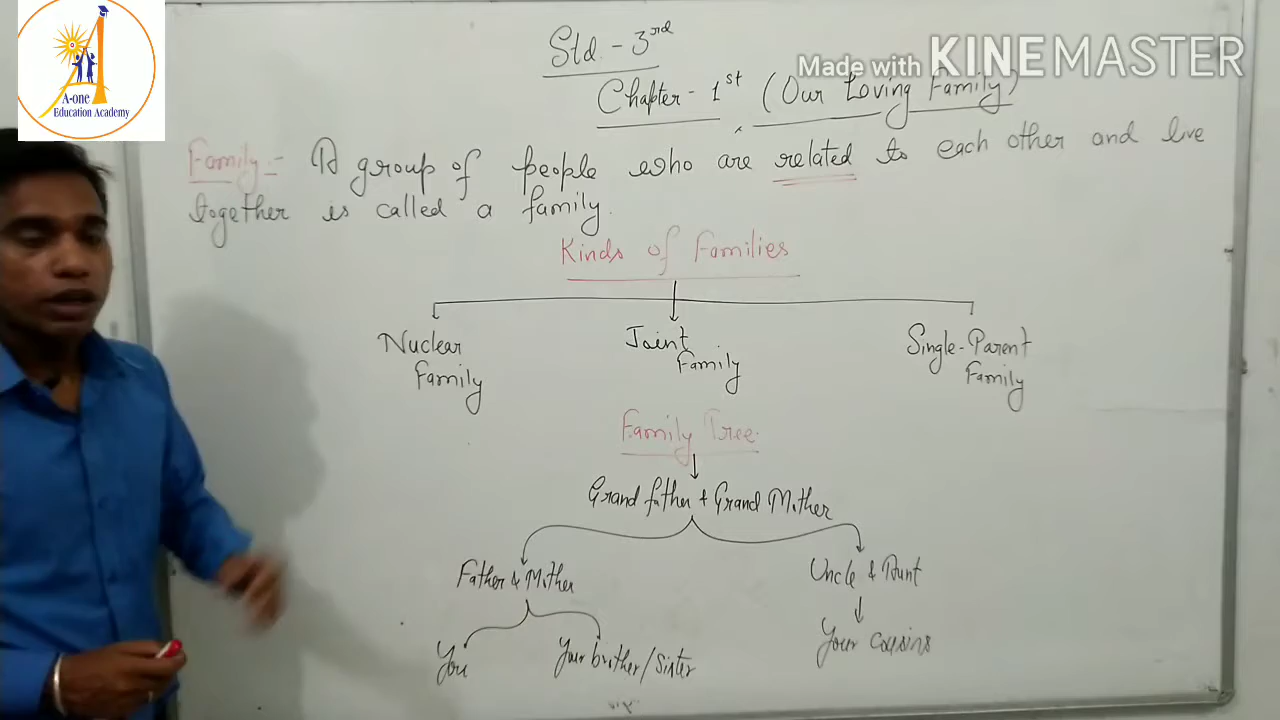 A-one
Education Academy
Made with KINEMASTER
Std - 3rd
Chapter - 1st (Our Loving Family)
Family :- A group of people who are related to each other and live
together is called a family.
Kinds of Families
Nuclear Family
Joint Family
Single-Parent Family
Family Tree
Grand father + Grand Mother
Father & Mother
Uncle & Aunt
You
Your brother/Sister
Your cousins